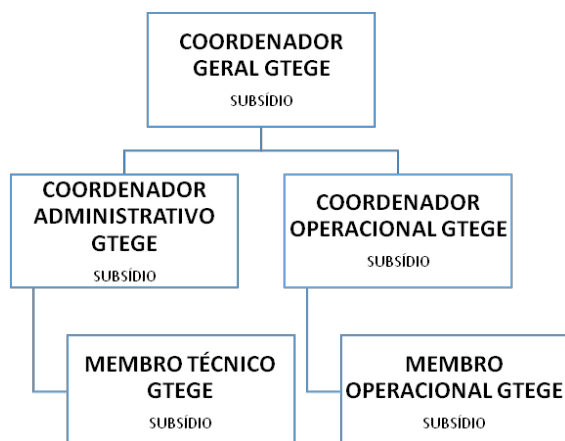 COORDENADOR
GERAL GTEGE
SUBSÍDIO
COORDENADOR
ADMINISTRATIVO
GTEGE
SUBSÍDIO
COORDENADOR
OPERACIONAL GTEGE
SUBSÍDIO
MEMBRO TÉCNICO
GTEGE
SUBSÍDIO
MEMBRO
OPERACIONAL GTEGE
SUBSÍDIO